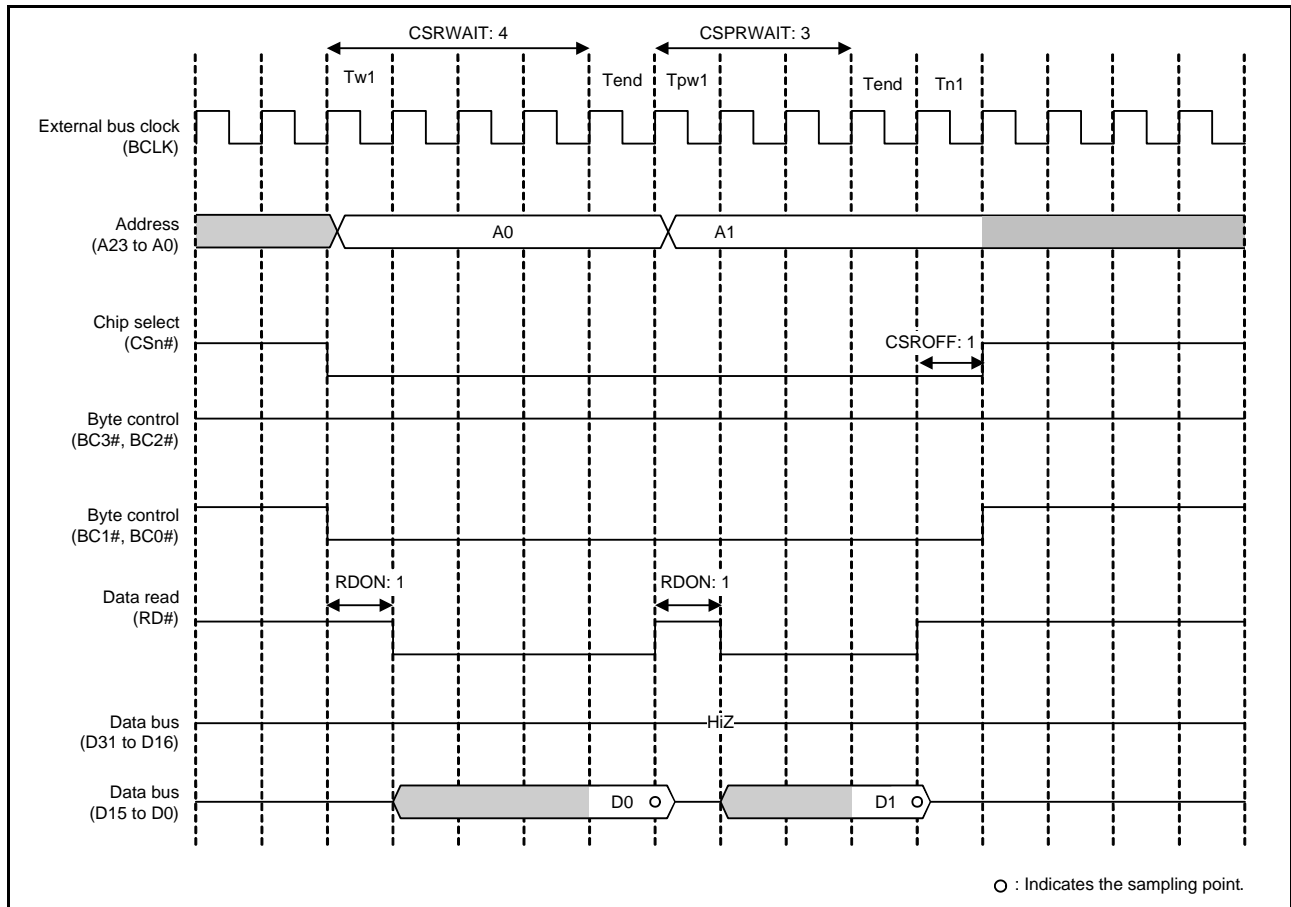 CSRWAIT: 4
CSPRWAIT: 3
Tw1
Tend
Tpw1
Tend
Tn1
External bus clock
(BCLK)
Address
(A23 to A0)
A0
A1
Chip select
(CSn#)
CSROFF: 1
Byte control
(BC3#, BC2#)
Byte control
(BC1#, BC0#)
RDON: 1
RDON: 1
Data read
(RD#)
Data bus
(D31 to D16)
HiZ
Data bus
(D15 to D0)
D0
D1
: Indicates the sampling point.